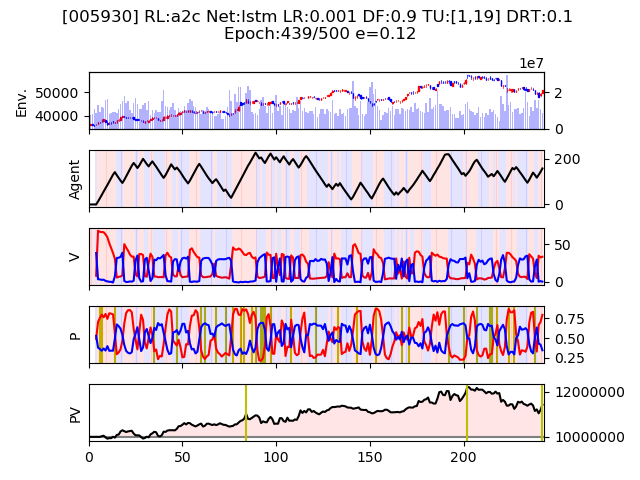 [005930] RL:a2c Net:lstm LR:0.001 DF:0.9 TU:[1,19] DRT:0.1
Epoch:439/500 e=0.12
1e7
Env.
50000
40000
2
0
Agent
200
0
V
50
0
P
0.75
0.50
0.25
PV
12000000
10000000
0 50 100 150 200